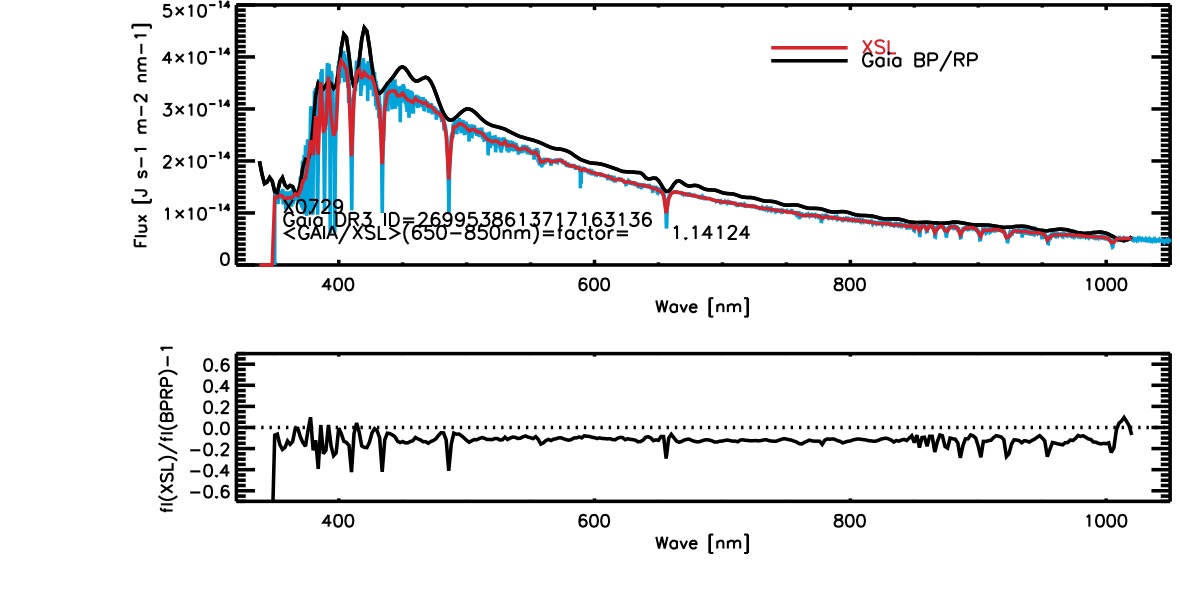 Flux [J s-1 m-2 nm-1]
5×10-14
4×10-14
3×10-14
2×10-14
1×10-14
0
XSL
Gaia BP/RP
X0729
Gaia DR3 ID=2699538613717163136
<GAIA/XSL>(650-850nm)=factor= 1.14124
400 600 800 1000
Wave [nm]
fl(XSL)/fl(BPRP)-1
0.6
0.4
0.2
0.0
-0.2
-0.4
-0.6
400 600 800 1000
Wave [nm]